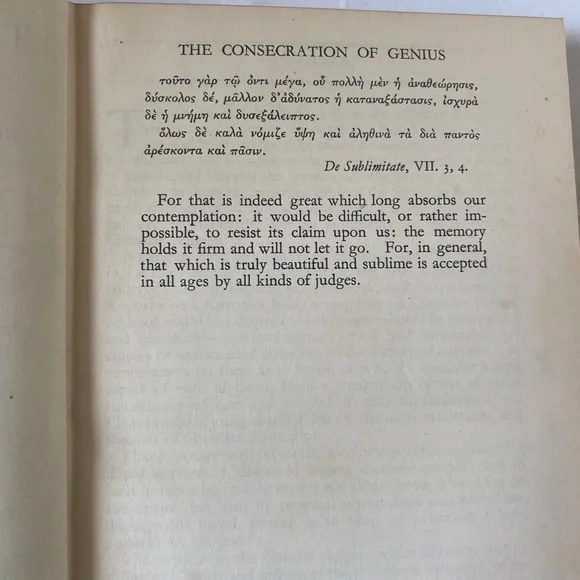 THE CONSECRATION OF GENIUS
τοῦτο γὰρ τῷ ὄντι μέγα, οὗ πολλὴ μὲν ἡ ἀναθεώρησις,
δύσκολος δέ, μᾶλλον δ'ἀδύνατος ἡ καταναξάστασις, ἰσχυρὰ
δὲ ἡ μνήμη καὶ δυσεξάλειπτος.
ὅλως δὲ καλὰ νόμιζε ὕψη καὶ ἀληθινὰ τὰ διὰ παντὸς
ἀρέσκοντα καὶ πᾶσιν.
De Sublimitate, VII. 3, 4.
For that is indeed great which long absorbs our
contemplation: it would be difficult, or rather im-
possible, to resist its claim upon us: the memory
holds it firm and will not let it go. For, in general,
that which is truly beautiful and sublime is accepted
in all ages by all kinds of judges.